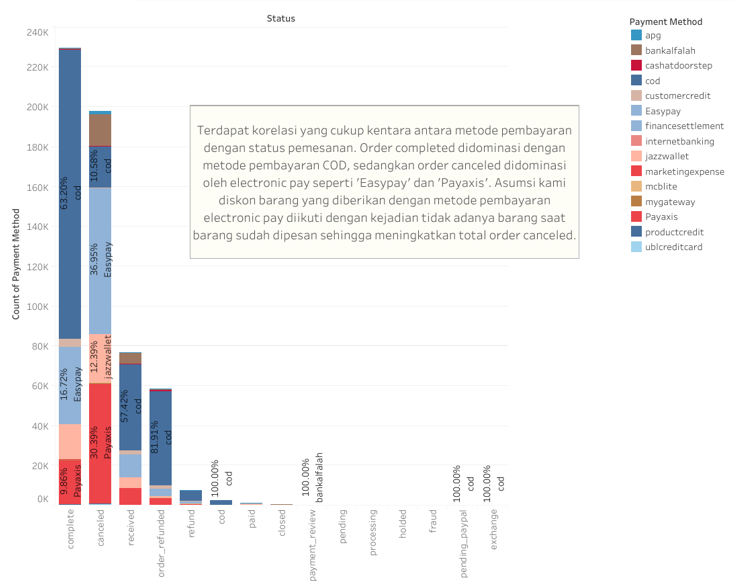 Status
Payment Method
apg
bankalfalah
cashatdoorstep
cod
customercredit
Easypay
financesettlement
internetbanking
jazzwallet
marketingexpense
mcblite
mygateway
Payaxis
productcredit
ublcreditcard
Terdapat korelasi yang cukup kentara antara metode pembayaran
dengan status pemesanan. Order completed didominasi dengan
metode pembayaran COD, sedangkan order canceled didominasi
oleh electronic pay seperti 'Easypay' dan 'Payaxis'. Asumsi kami
diskon barang yang diberikan dengan metode pembayaran
electronic pay diikuti dengan kejadian tidak adanya barang saat
barang sudah dipesan sehingga meningkatkan total order canceled.
Count of Payment Method
240K
220K
200K
180K
160K
140K
120K
100K
80K
60K
40K
20K
0K
63.20%
cod
16.72%
Easypay
9.86%
Payaxis
10.58%
cod
36.95%
Easypay
12.39%
jazzwallet
30.39%
Payaxis
57.42%
cod
81.91%
cod
100.00%
cod
100.00%
bankalfalah
100.00%
cod
100.00%
cod
complete
canceled
received
order_refunded
refund
cod
paid
closed
payment_review
pending
processing
holded
fraud
pending_paypal
exchange